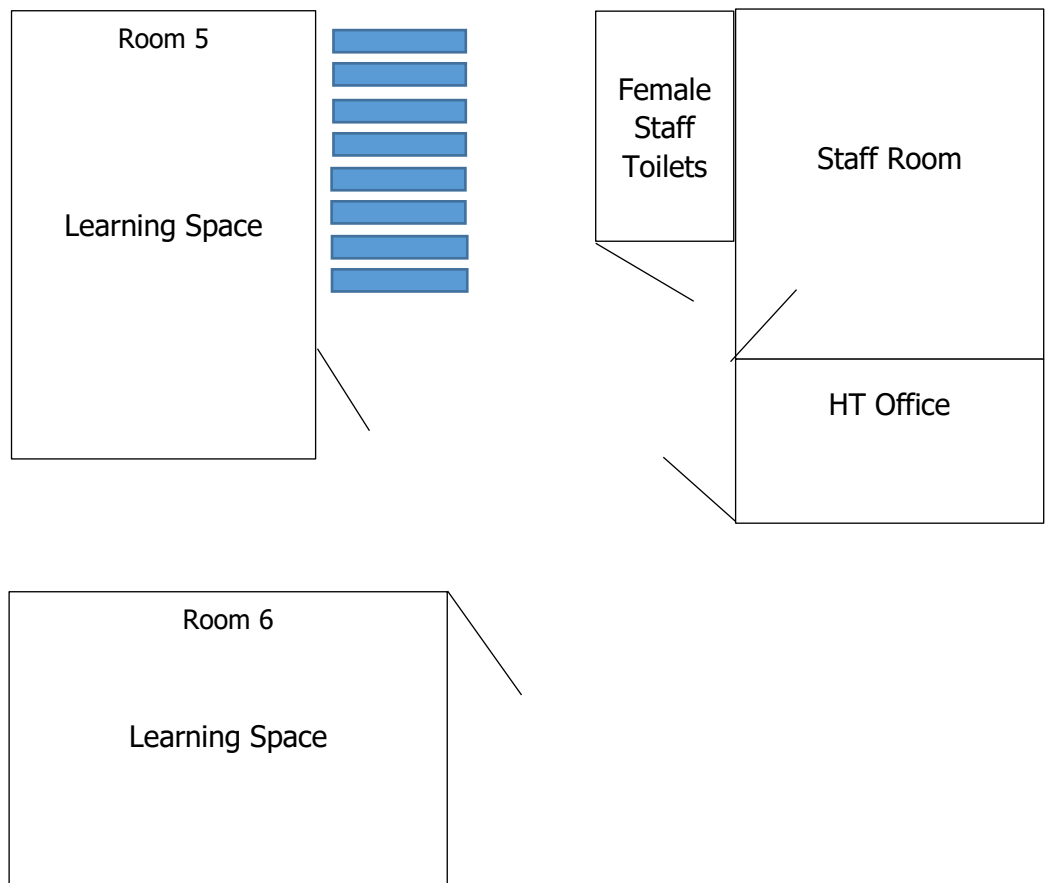 Room 5
Learning Space
Female
Staff
Toilets
Staff Room
HT Office
Room 6
Learning Space